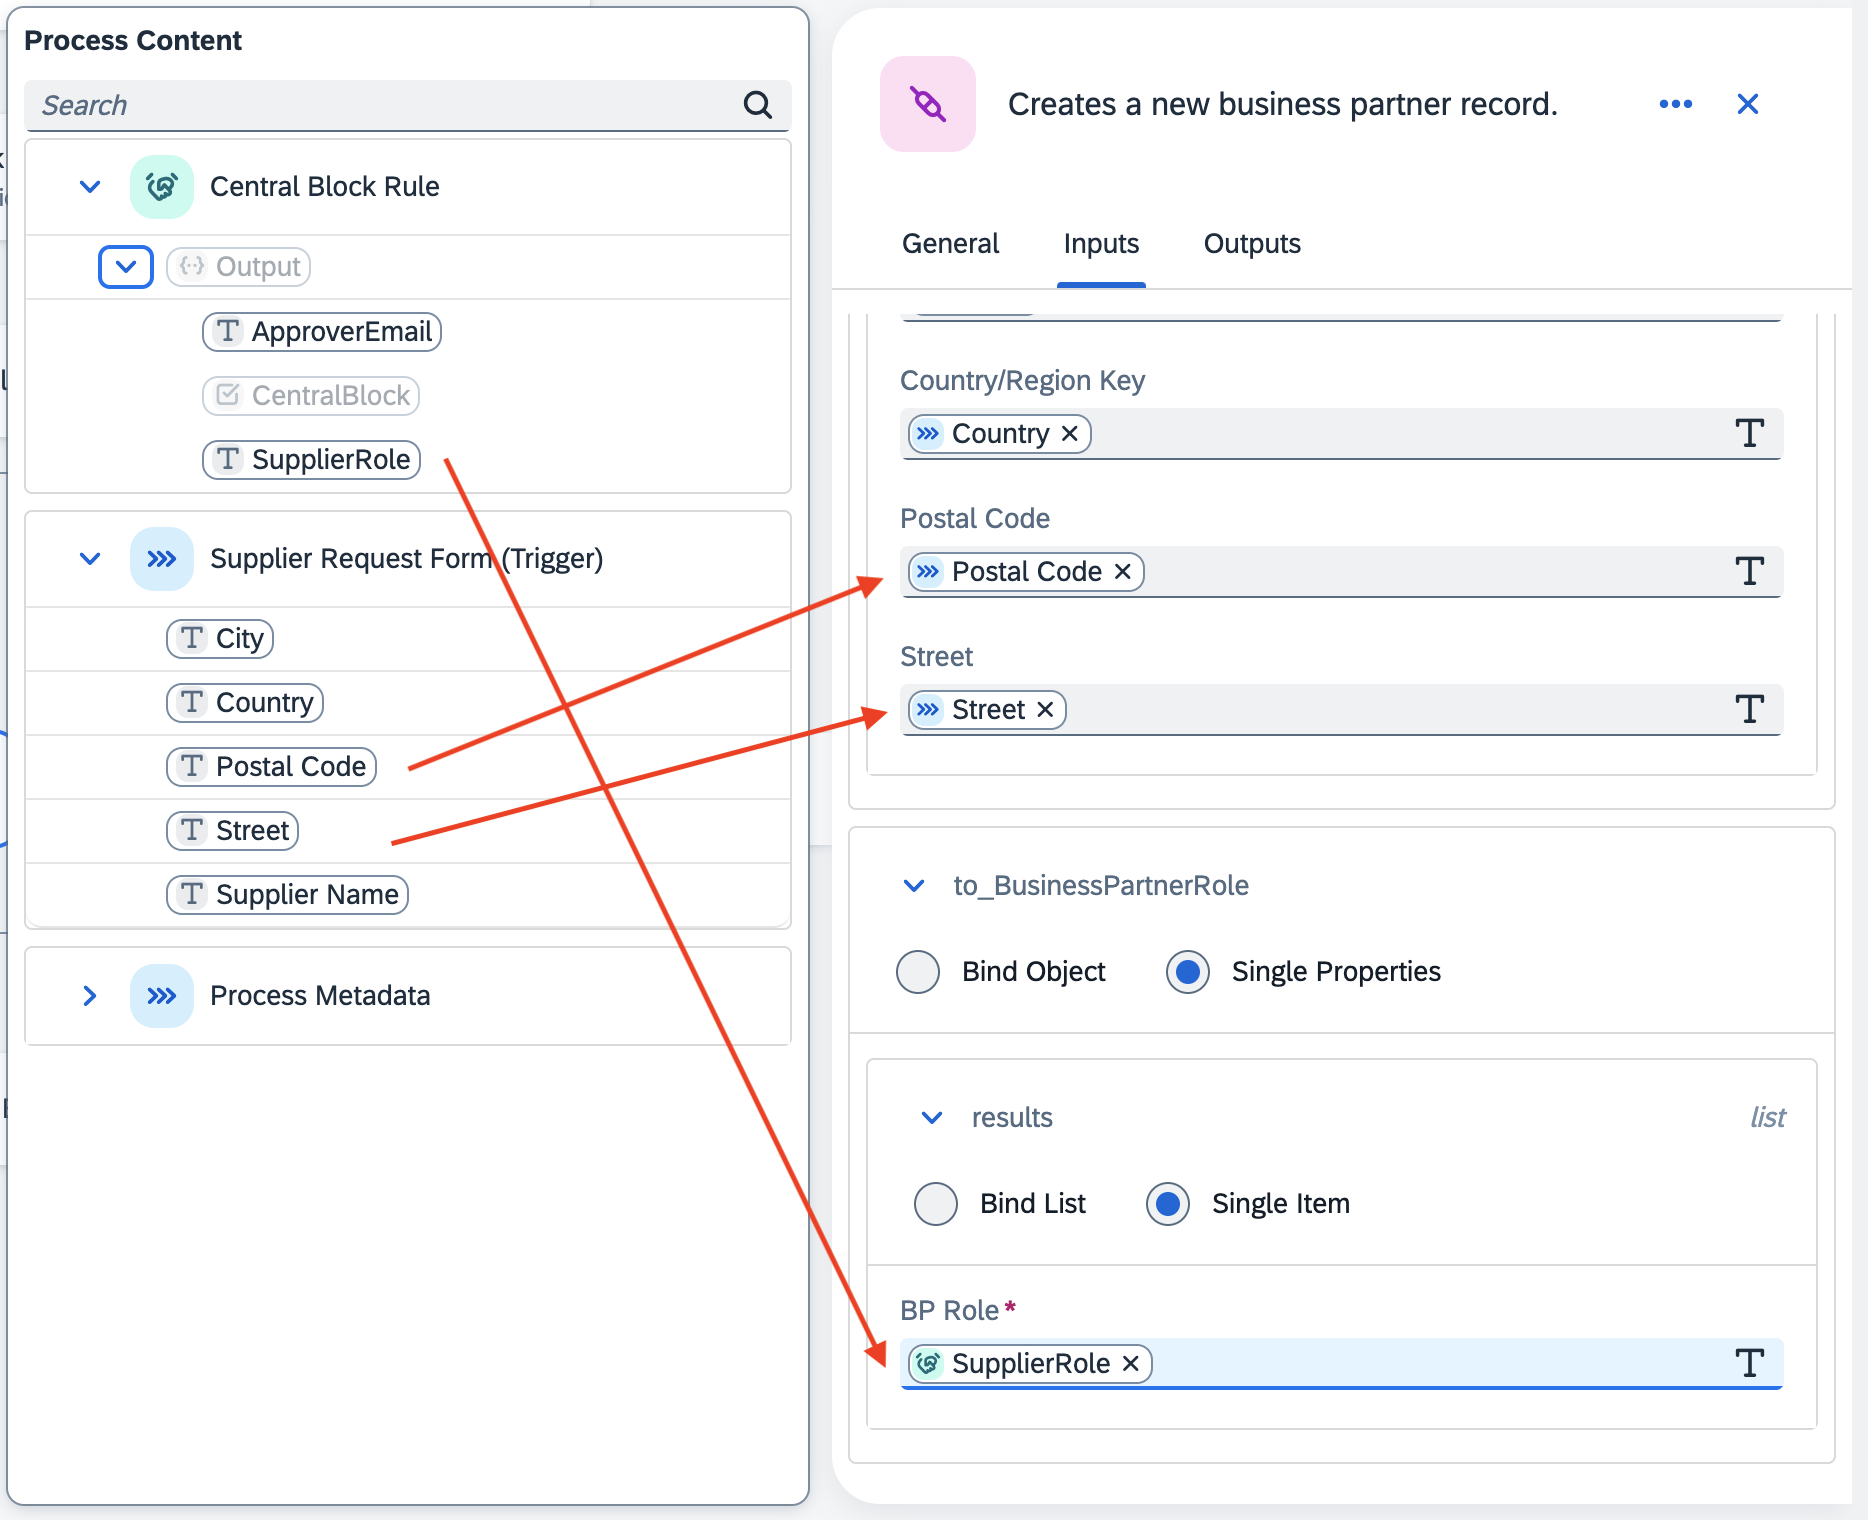 Process Content
Search
Central Block Rule
Output
ApproverEmail
CentralBlock
SupplierRole
Supplier Request Form (Trigger)
City
Country
Postal Code
Street
Supplier Name
Process Metadata
Creates a new business partner record.
General Inputs Outputs
Country/Region Key
Country
Postal Code
Postal Code
Street
Street
to_BusinessPartnerRole
Bind Object Single Properties
results list
Bind List Single Item
BP Role*
SupplierRole